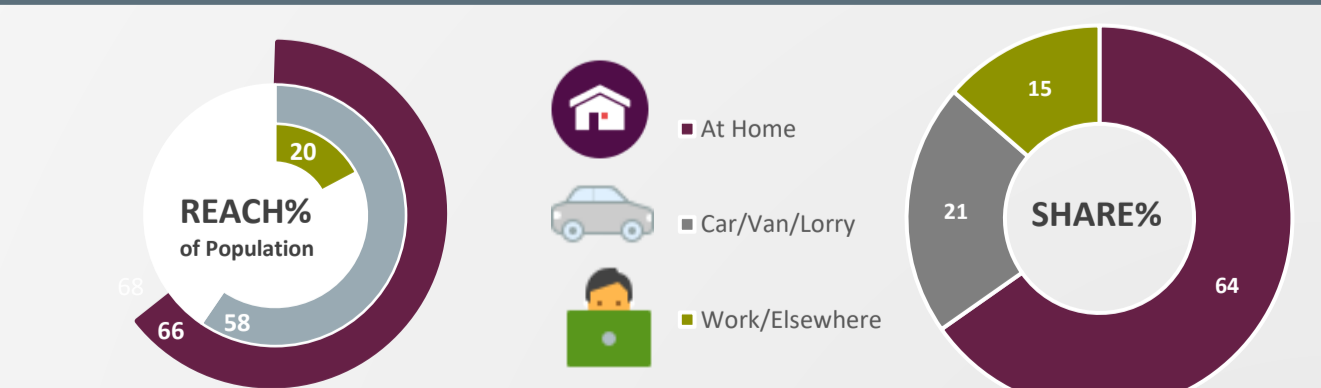 20
REACH%
of Population
68
66
58
At Home
Car/Van/Lorry
Work/Elsewhere
15
21
SHARE%
64